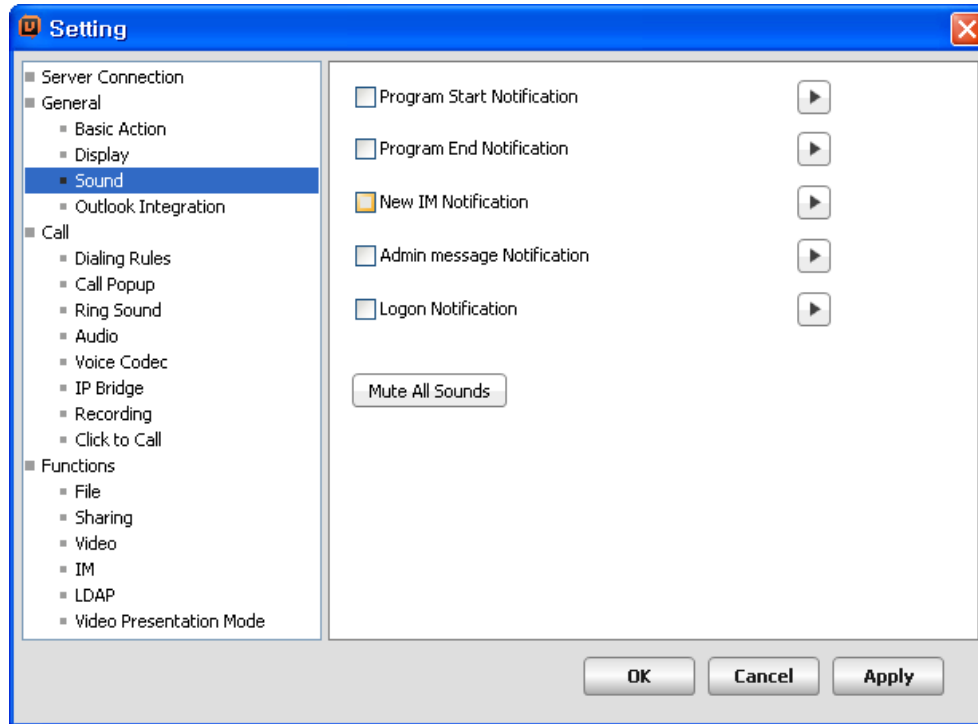 Setting
Server Connection
General
Basic Action
Display
Sound
Outlook Integration
Call
Dialing Rules
Call Popup
Ring Sound
Audio
Voice Codec
IP Bridge
Recording
Click to Call
Functions
File
Sharing
Video
IM
LDAP
Video Presentation Mode
Program Start Notification
Program End Notification
New IM Notification
Admin message Notification
Logon Notification
Mute All Sounds
OK
Cancel
Apply